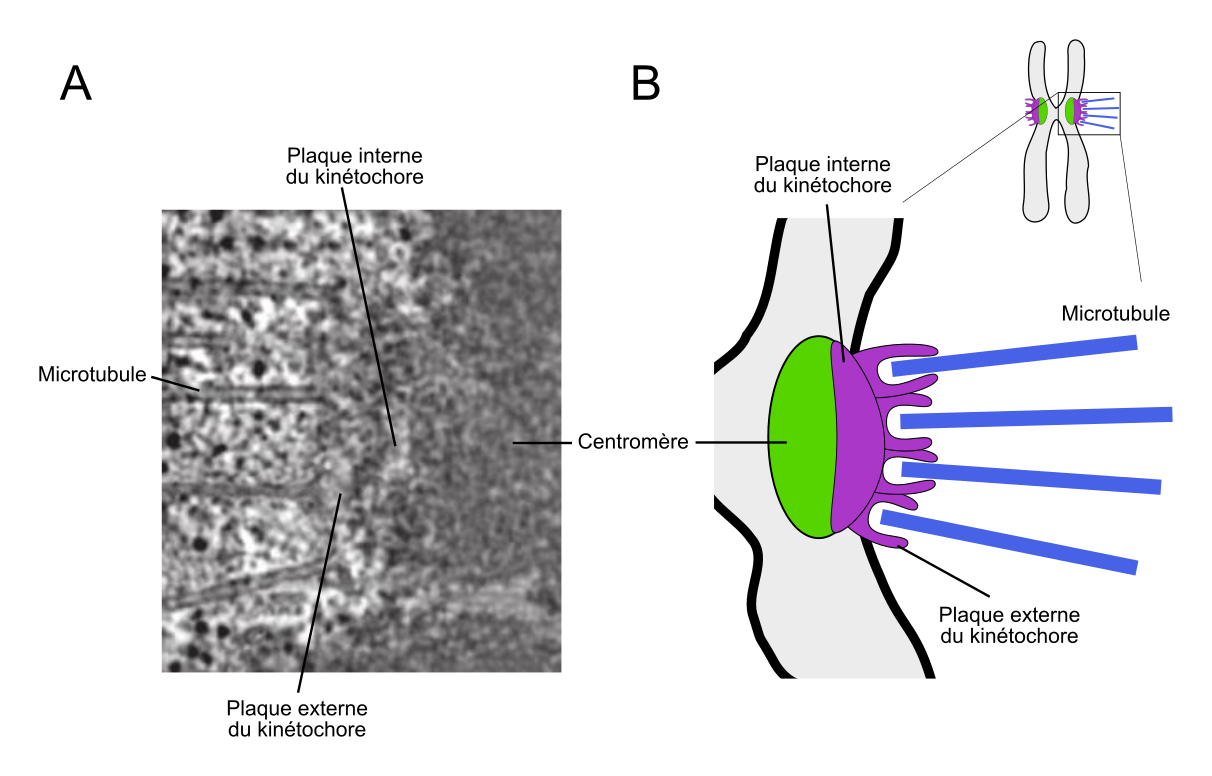 A
Plaque interne
du kinétochore
Microtubule
Plaque externe
du kinétochore
Centromère
B
Plaque interne
du kinétochore
Microtubule
Plaque externe
du kinétochore